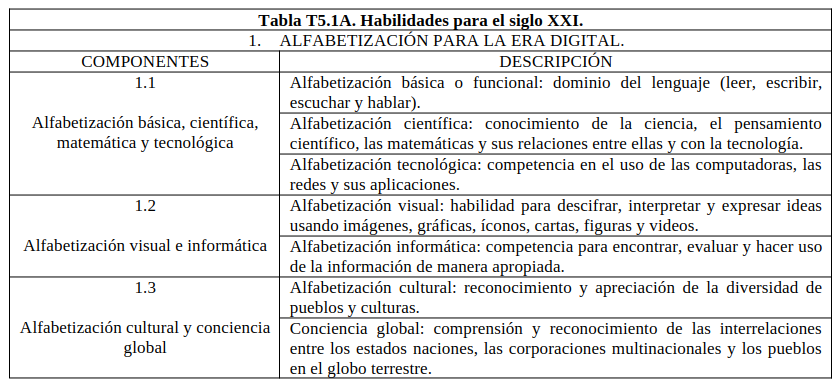 Tabla T5.1A. Habilidades para el siglo XXI.
1. ALFABETIZACIÓN PARA LA ERA DIGITAL.
COMPONENTES
DESCRIPCIÓN
1.1
Alfabetización básica, científica,
matemática y tecnológica
Alfabetización básica o funcional: dominio del lenguaje (leer, escribir,
escuchar y hablar).
Alfabetización científica: conocimiento de la ciencia, el pensamiento
científico, las matemáticas y sus relaciones entre ellas y con la tecnología.
Alfabetización tecnológica: competencia en el uso de las computadoras, las
redes y sus aplicaciones.
1.2
Alfabetización visual e informática
Alfabetización visual: habilidad para descifrar, interpretar y expresar ideas
usando imágenes, gráficas, íconos, cartas, figuras y videos.
Alfabetización informática: competencia para encontrar, evaluar y hacer uso
de la información de manera apropiada.
1.3
Alfabetización cultural y conciencia
global
Alfabetización cultural: reconocimiento y apreciación de la diversidad de
pueblos y culturas.
Conciencia global: comprensión y reconocimiento de las interrelaciones
entre los estados naciones, las corporaciones multinacionales y los pueblos
en el globo terrestre.